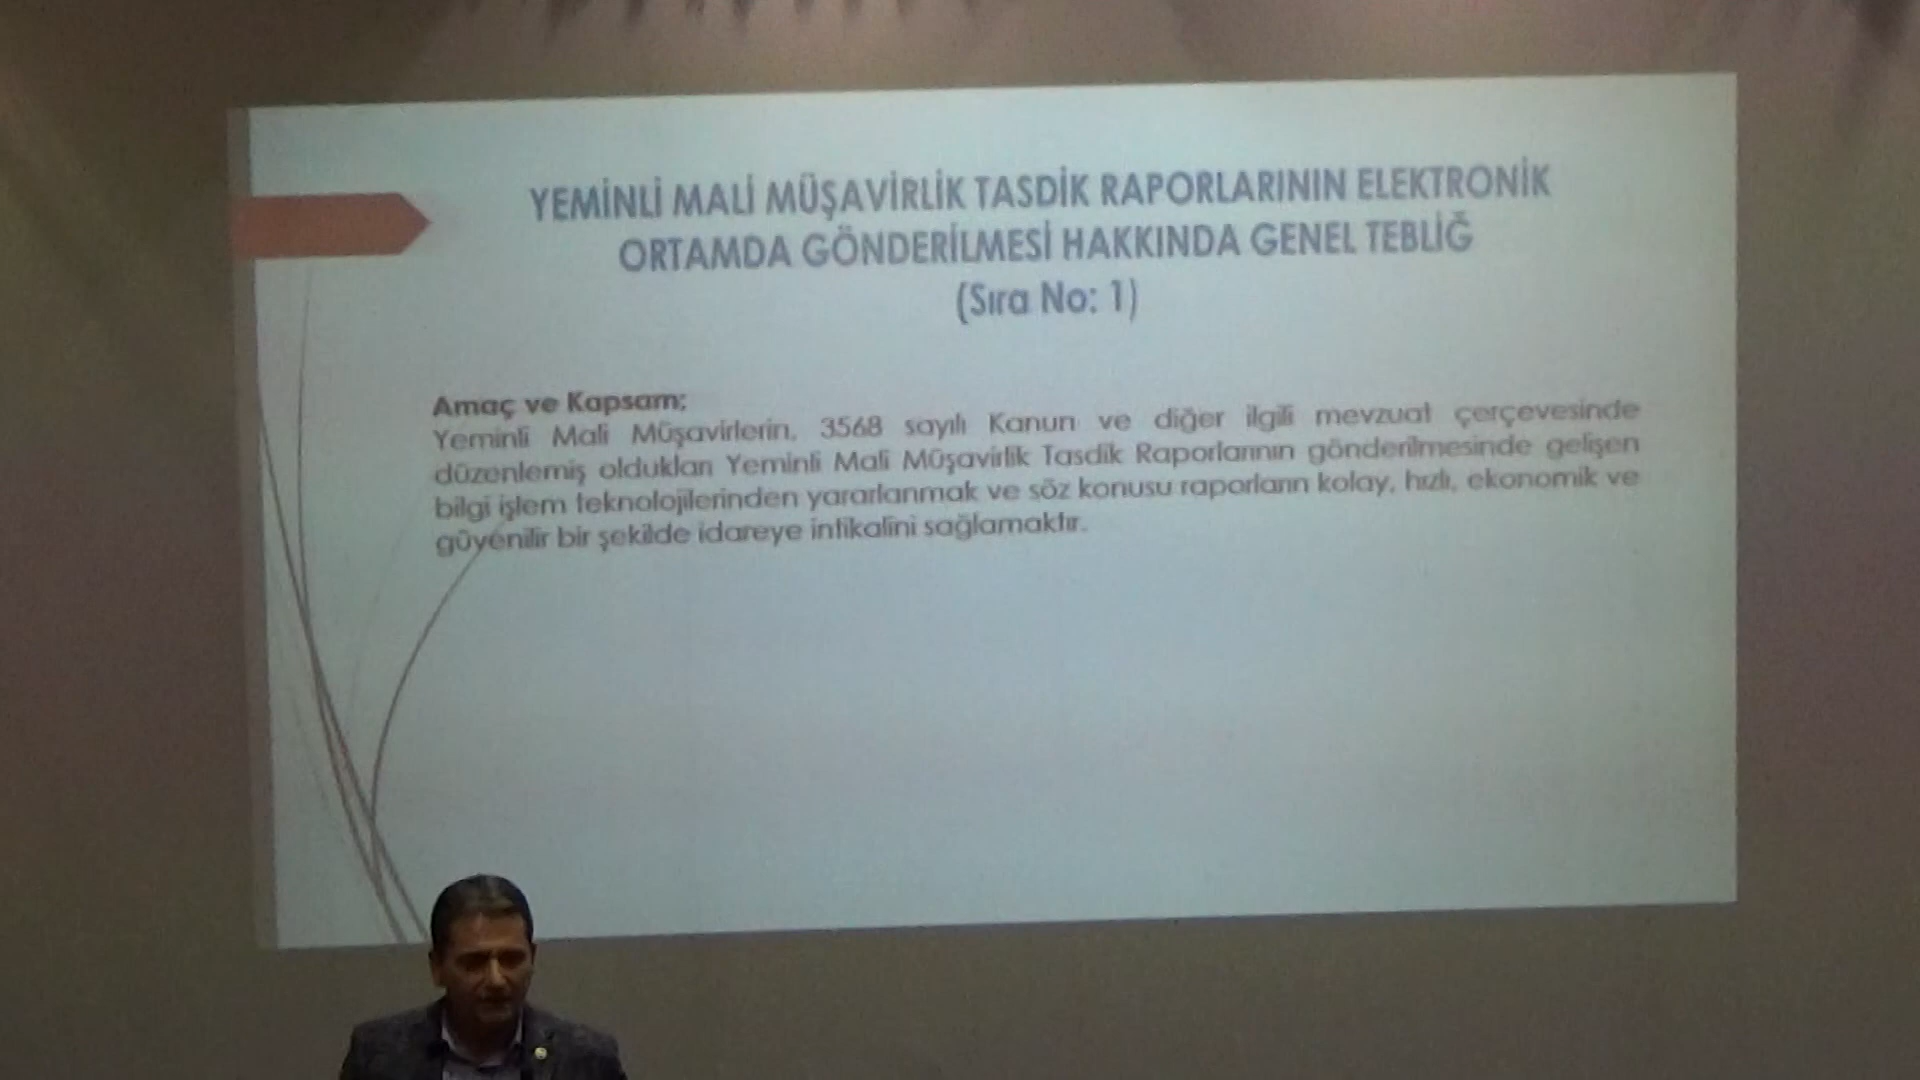 YEMİNLİ MALİ MÜŞAVİRLİK TASDİK RAPORLARININ ELEKTRONİK
ORTAMDA GÖNDERİLMESİ HAKKINDA GENEL TEBLİĞ
(Sıra No: 1)
Amaç ve Kapsam;
Yeminli Mali Müşavirlerin, 3568 sayılı Kanun ve diğer ilgili mevzuat çerçevesinde
düzenlemiş oldukları Yeminli Mali Müşavirlik Tasdik Raporlarının gönderilmesinde gelişen
bilgi işlem teknolojilerinden yararlanmak ve söz konusu raporların kolay, hızlı, ekonomik ve
güvenilir bir şekilde idareye intikalini sağlamaktır.